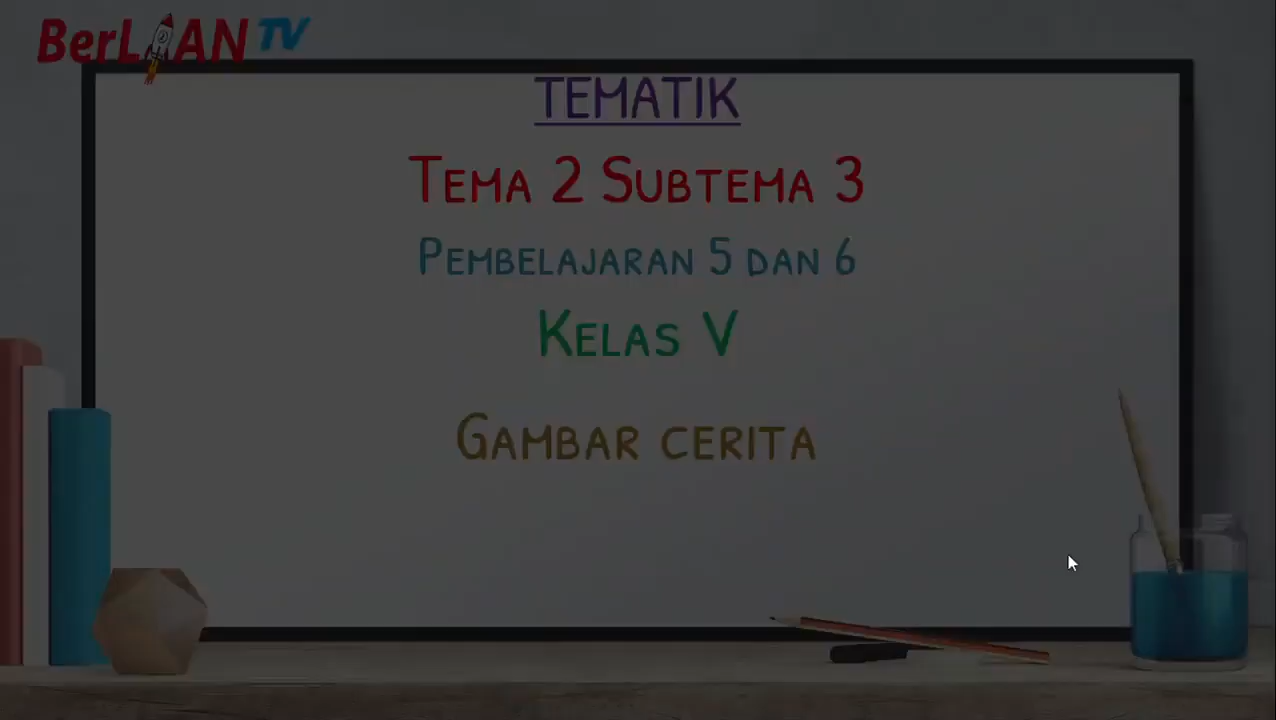 BerLIAN TV
TEMATIK
TEMA 2 SUBTEMA 3
PEMBELAJARAN 5 DAN 6
KELAS V
GAMBAR CERITA